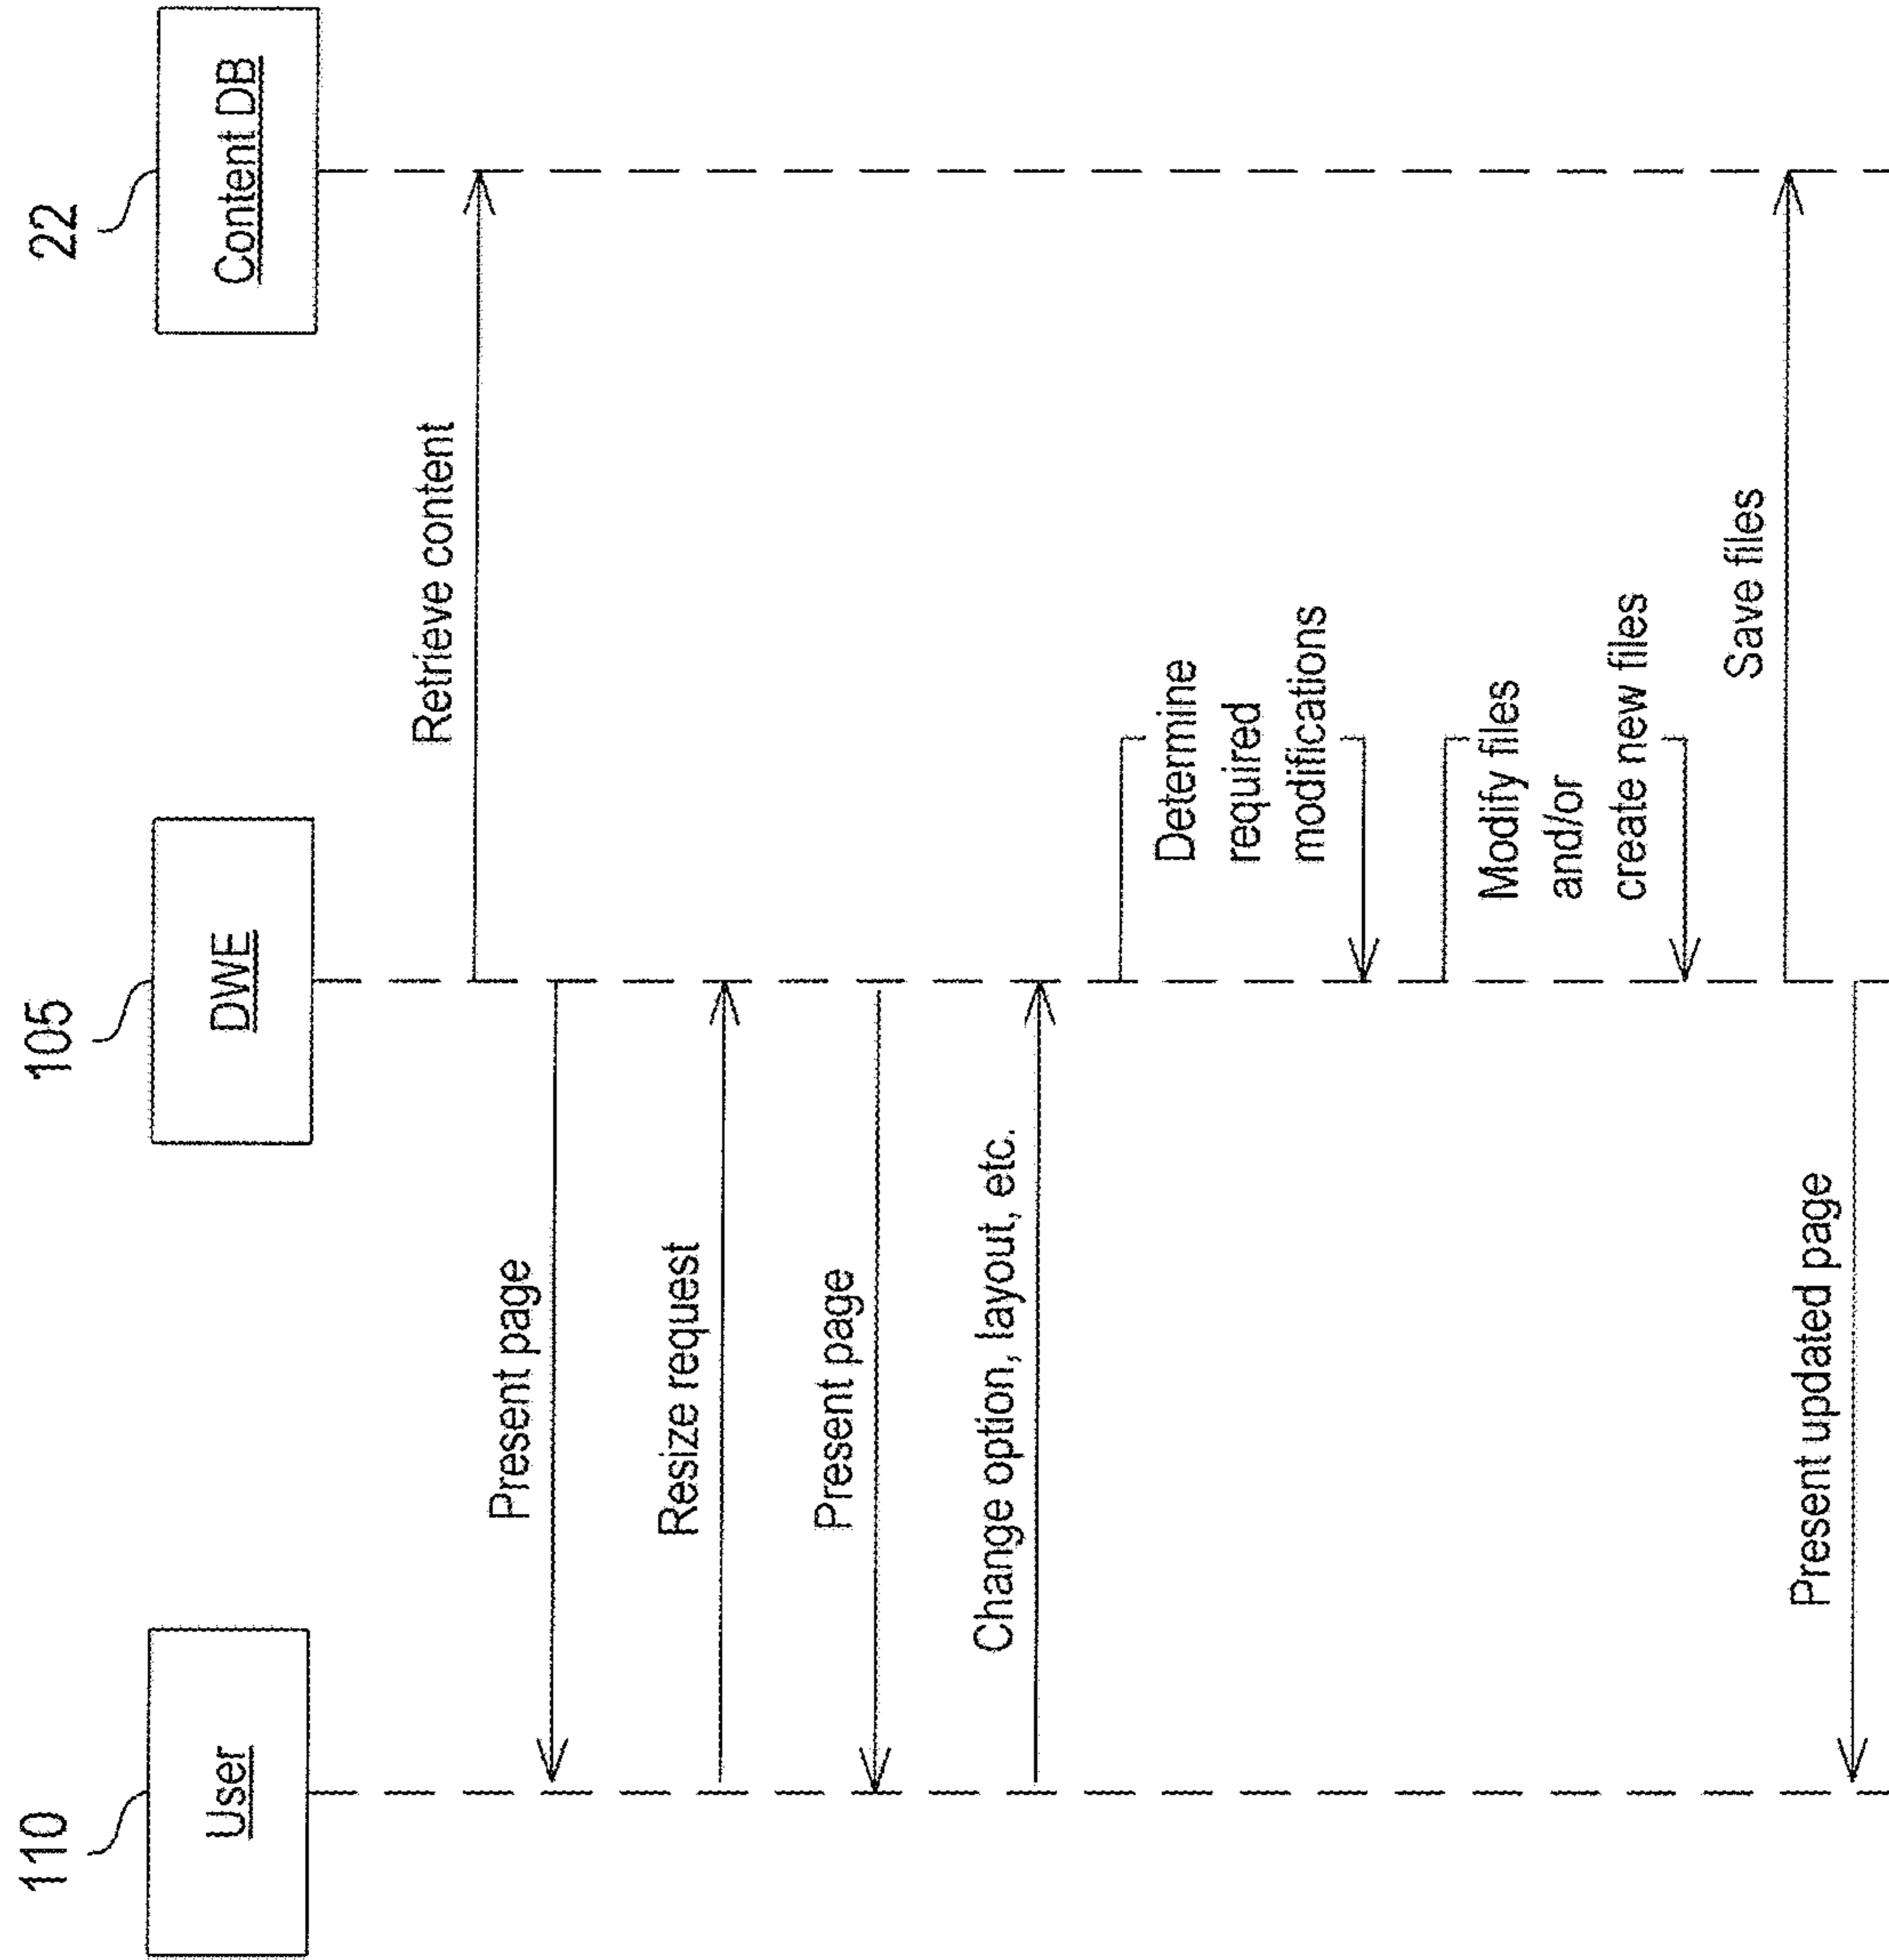 110
105
22
User
DWE
Content DB
Retrieve content
Present page
Resize request
Present page
Change option, layout, etc.
Determine
required
modifications
Modify files
and/or
create new files
Save files
Present updated page